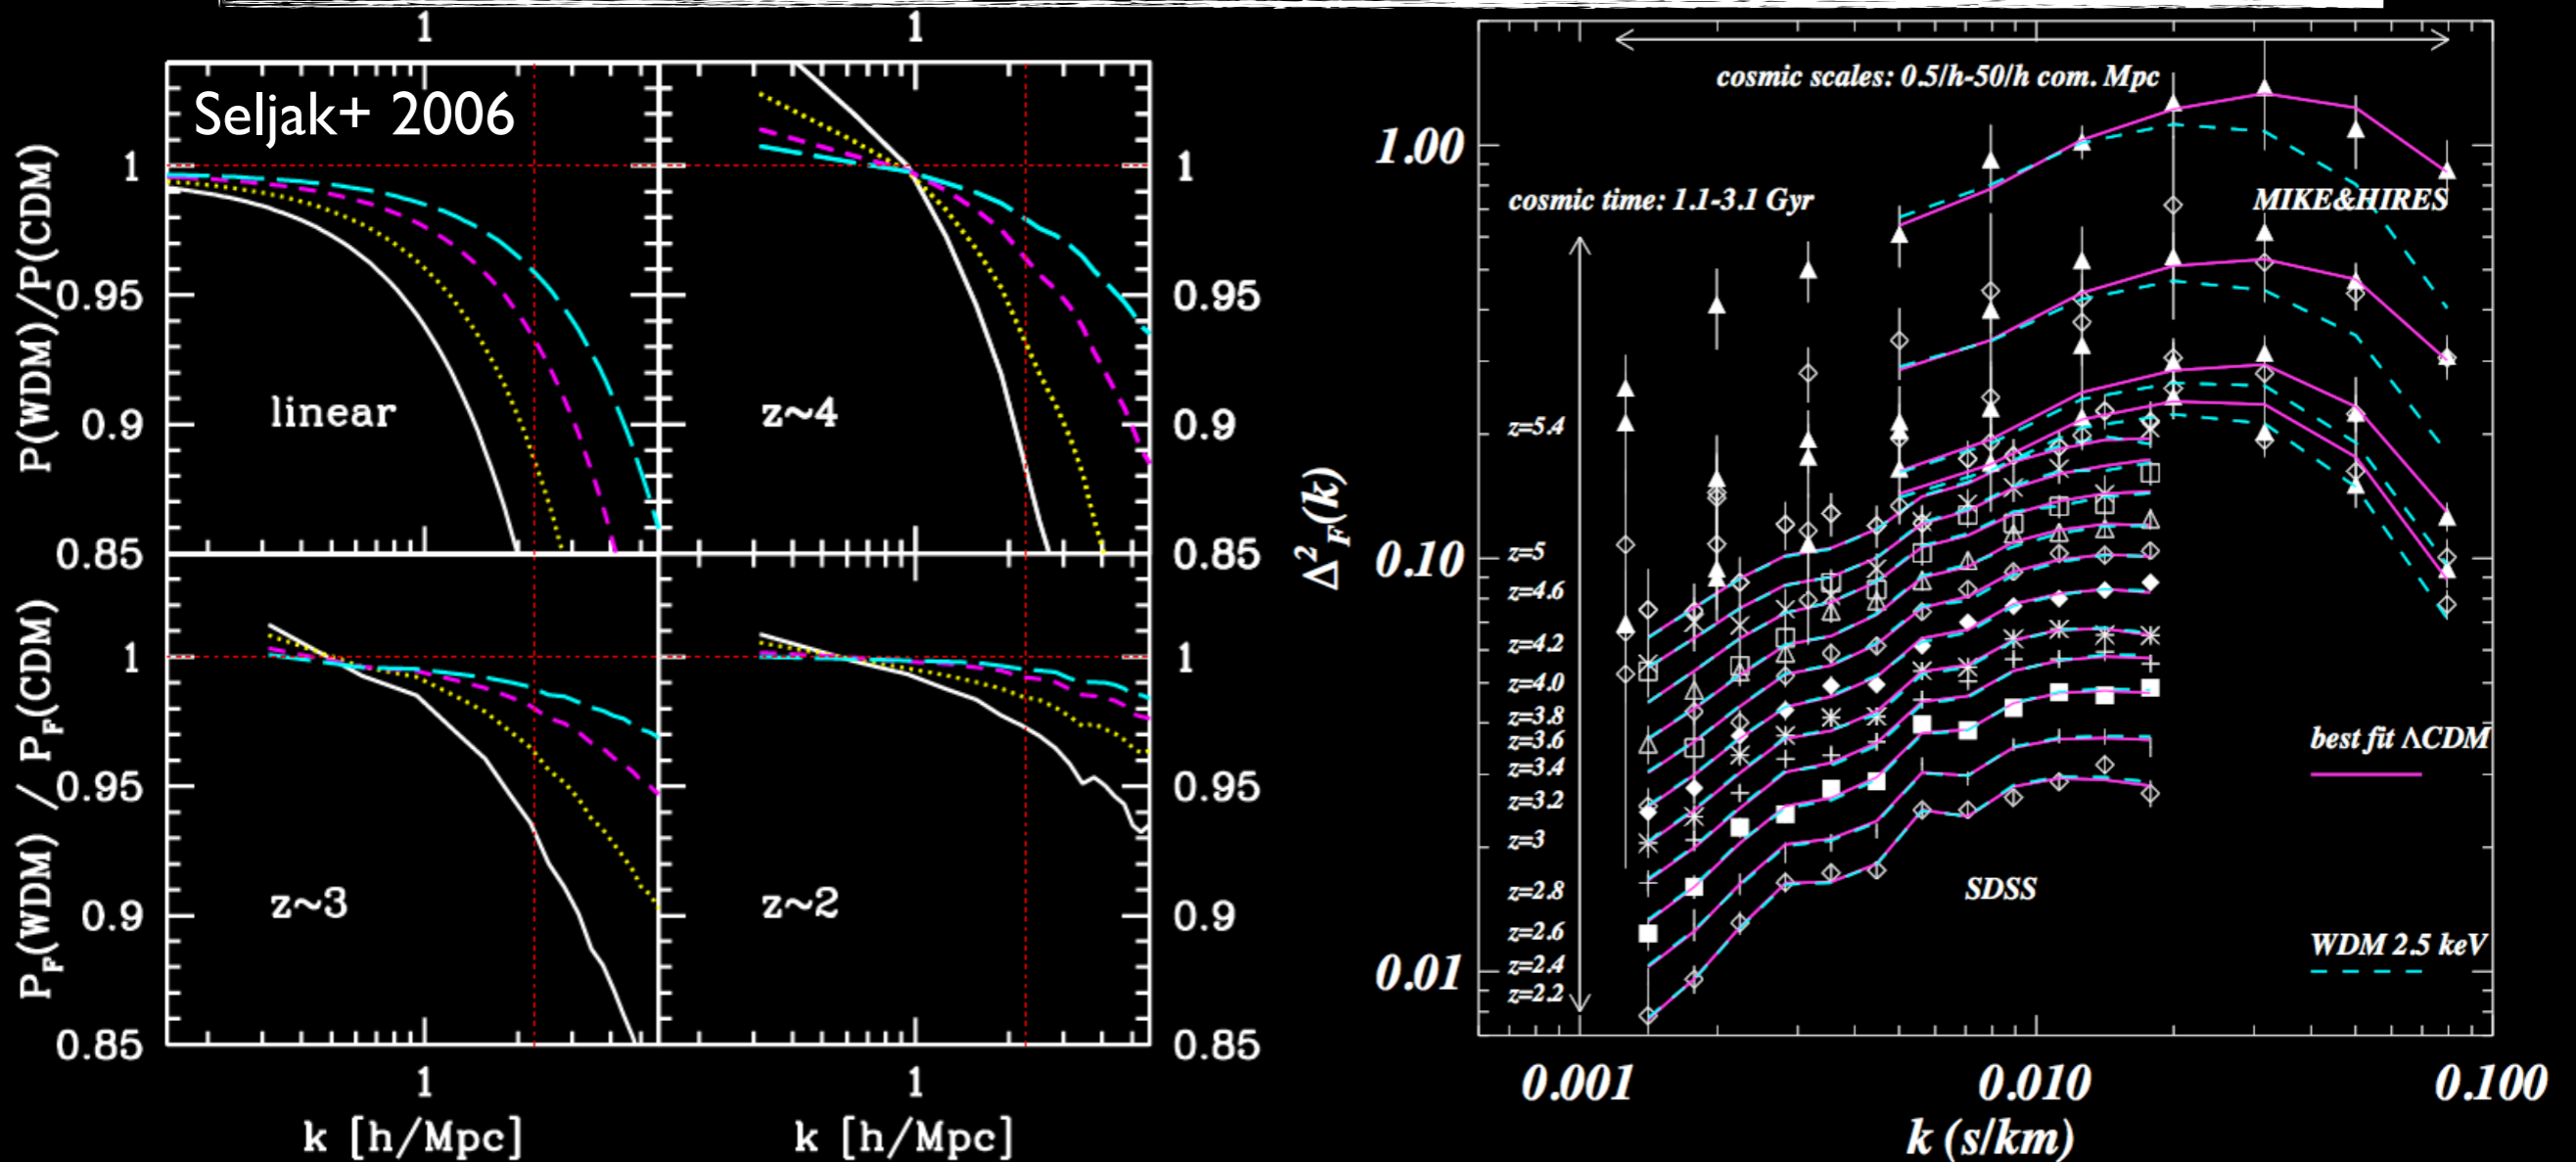 1
1
Seljak+ 2006
P(WDM)/P(CDM)
1
0.95
0.9
0.85
linear
z~4
1
0.95
0.9
0.85
P_F(WDM) / P_F(CDM)
1
0.95
0.9
0.85
z~3
z~2
1
0.95
0.9
0.85
1
1
k [h/Mpc]
k [h/Mpc]
cosmic scales: 0.5/h-50/h com. Mpc
cosmic time: 1.1-3.1 Gyr
MIKE&HIRES
Δ²_F(k)
1.00
0.10
0.01
z=5.4
z=5
z=4.6
z=4.2
z=4.0
z=3.8
z=3.6
z=3.4
z=3.2
z=3
z=2.8
z=2.6
z=2.4
z=2.2
best fit ΛCDM
SDSS
WDM 2.5 keV
0.001
0.010
0.100
k (s/km)